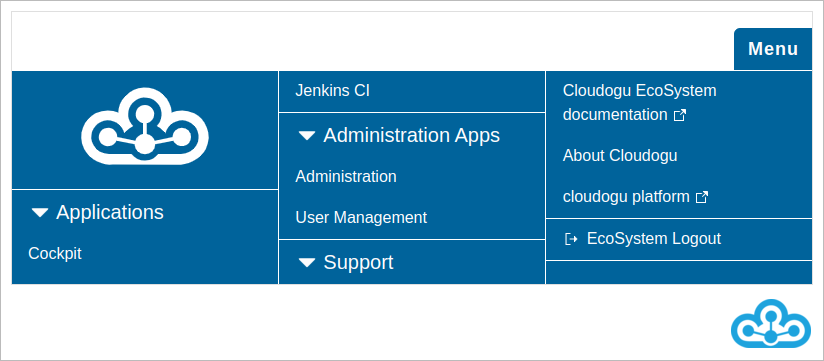 Menu
Applications
Cockpit
Jenkins CI
Administration Apps
Administration
User Management
Support
Cloudogu EcoSystem
documentation
About Cloudogu
cloudogu platform
EcoSystem Logout